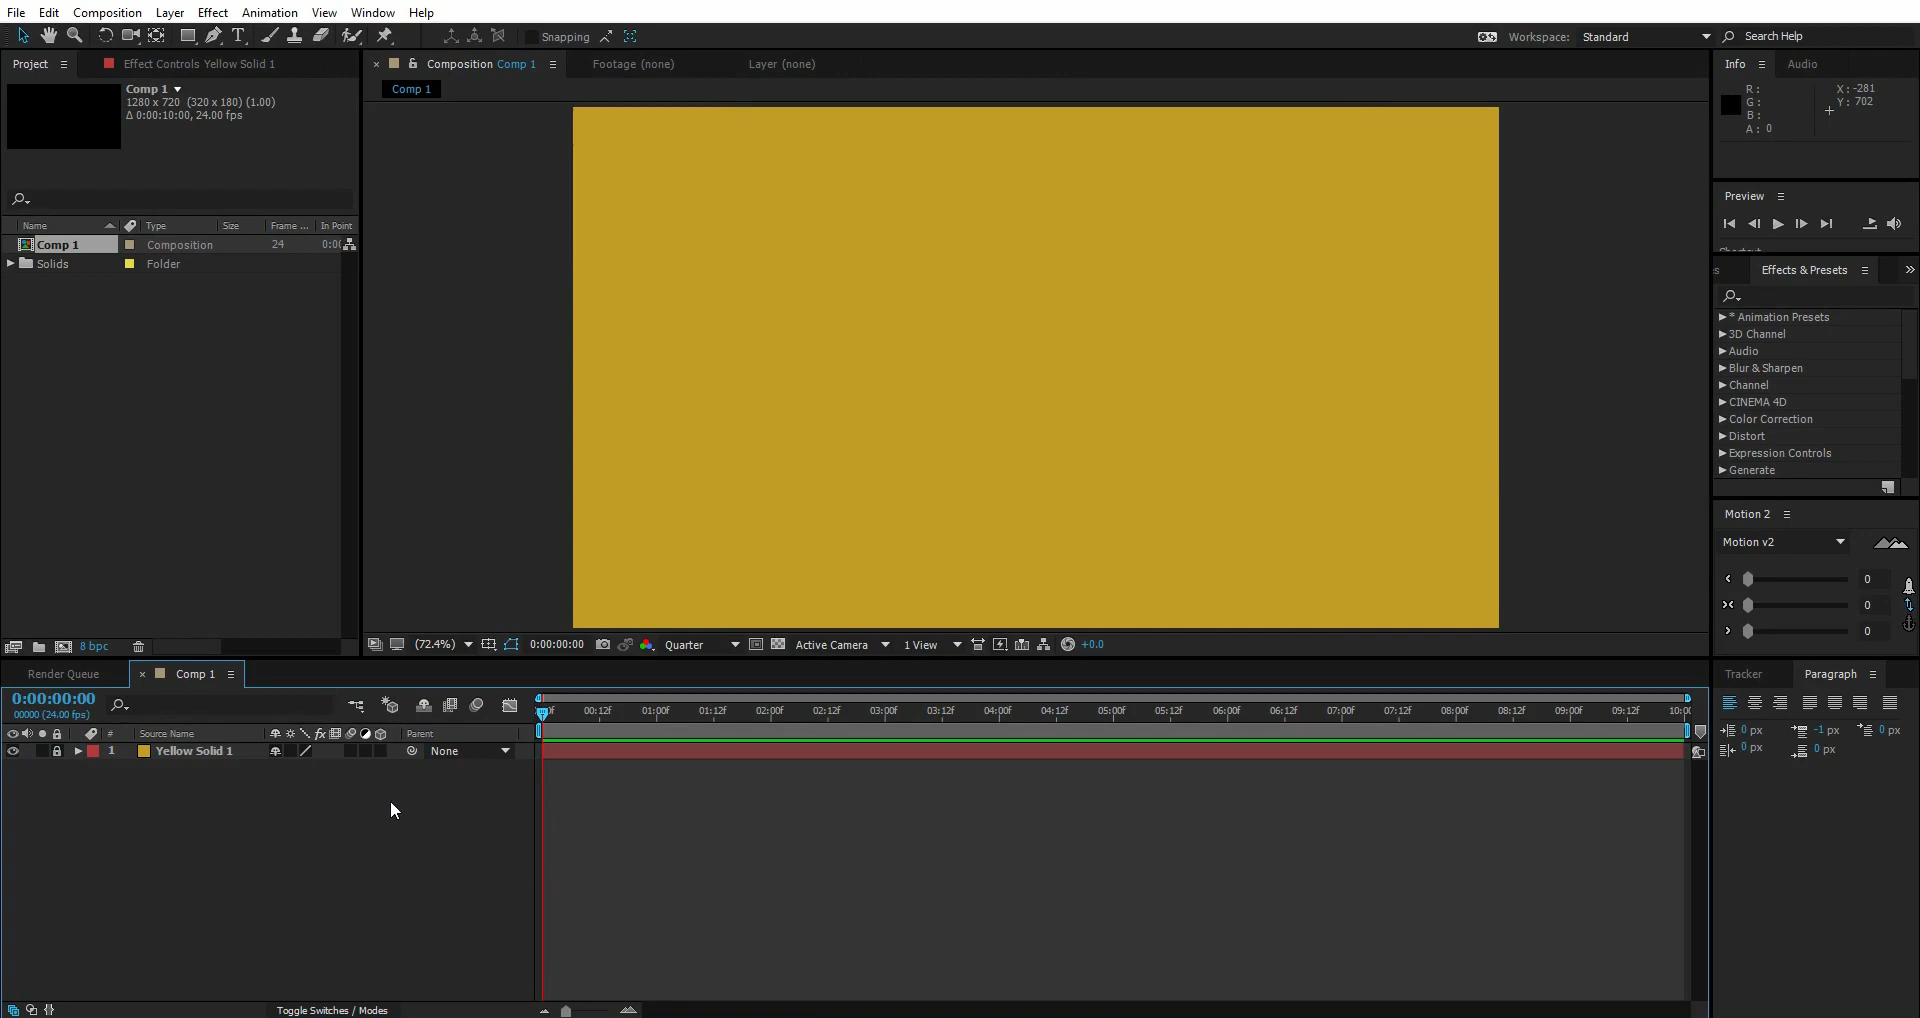 File Edit Composition Layer Effect Animation View Window Help
Snapping Workspace: Standard Search Help
Project Effect Controls Yellow Solid 1 Composition Comp 1 Footage (none) Layer (none) Info Audio
Comp 1
1280 x 720 (320 x 180) (1.00)
Δ 0:00:10:00, 24.00 fps
Comp 1
R: X: -281
G: Y: 702
B:
A: 0
Preview
Name Type Size Frame ... In Point
Comp 1 Composition 24
Solids Folder
Effects & Presets
* Animation Presets
3D Channel
Audio
Blur & Sharpen
Channel
CINEMA 4D
Color Correction
Distort
Expression Controls
Generate
Motion 2
Motion v2
0
0
0
8 bpc
(72.4%) 0:00:00:00 Quarter Active Camera 1 View +0.0
Render Queue Comp 1 Tracker Paragraph
0:00:00:00
00000 (24.00 fps)
00:12f 01:00f 01:12f 02:00f 02:12f 03:00f 03:12f 04:00f 04:12f 05:00f 05:12f 06:00f 06:12f 07:00f 07:12f 08:00f 08:12f 09:00f 09:12f
# Source Name fx Parent
1 Yellow Solid 1 None
0 px -1 px 0 px
0 px 0 px
Toggle Switches / Modes